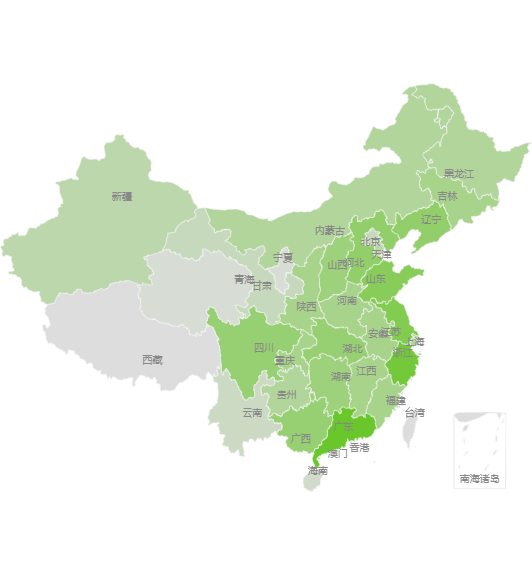 黑龙江
新疆
吉林
辽宁
内蒙古
北京
天津
宁夏
山西
河北
青海
甘肃
山东
陕西
河南
安徽
江苏
上海
四川
湖北
浙江
重庆
湖南
江西
西藏
贵州
福建
云南
台湾
广东
广西
香港
澳门
海南
南海诸岛